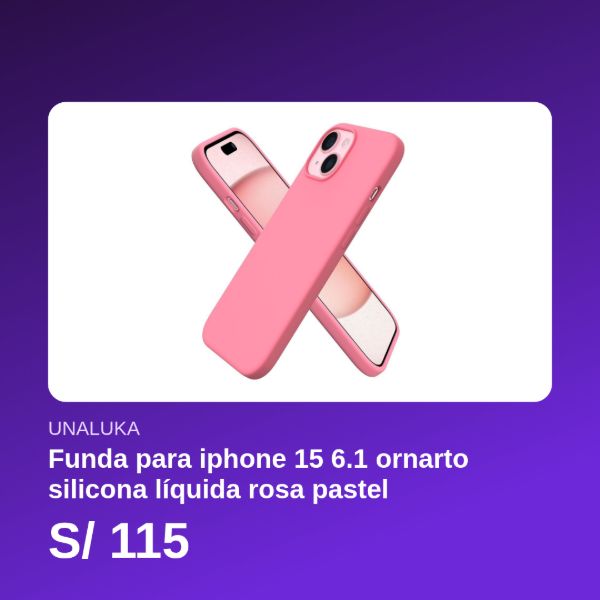 UNALUKA
Funda para iphone 15 6.1 ornarto
silicona líquida rosa pastel
S/ 115